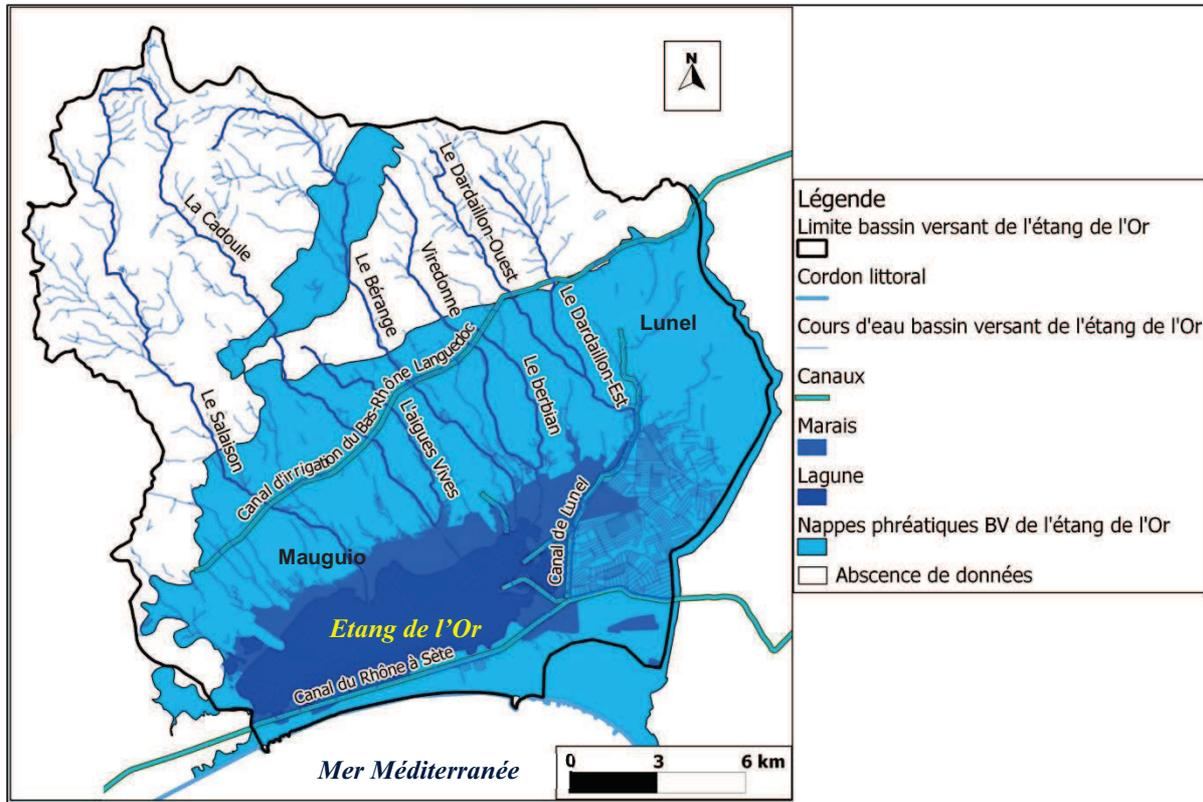 N
La Cadoule
Le Bérange
Viredonne
Le Dardaillon-Ouest
Le Dardaillon-Est
Lunel
Le Salaison
Canal d'irrigation du Bas-Rhône Languedoc
L'aigues Vives
Le berbian
Canal de Lunel
Mauguio
Etang de l'Or
Canal du Rhône à Sète
Mer Méditerranée
0 3 6 km
Légende
Limite bassin versant de l'étang de l'Or
Cordon littoral
Cours d'eau bassin versant de l'étang de l'Or
Canaux
Marais
Lagune
Nappes phréatiques BV de l'étang de l'Or
Abscence de données